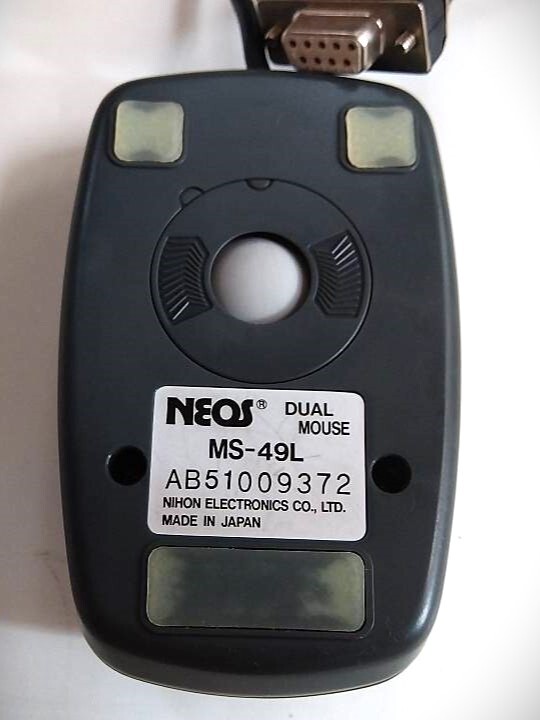 NEOS® DUAL
MOUSE
MS-49L
AB51009372
NIHON ELECTRONICS CO., LTD.
MADE IN JAPAN